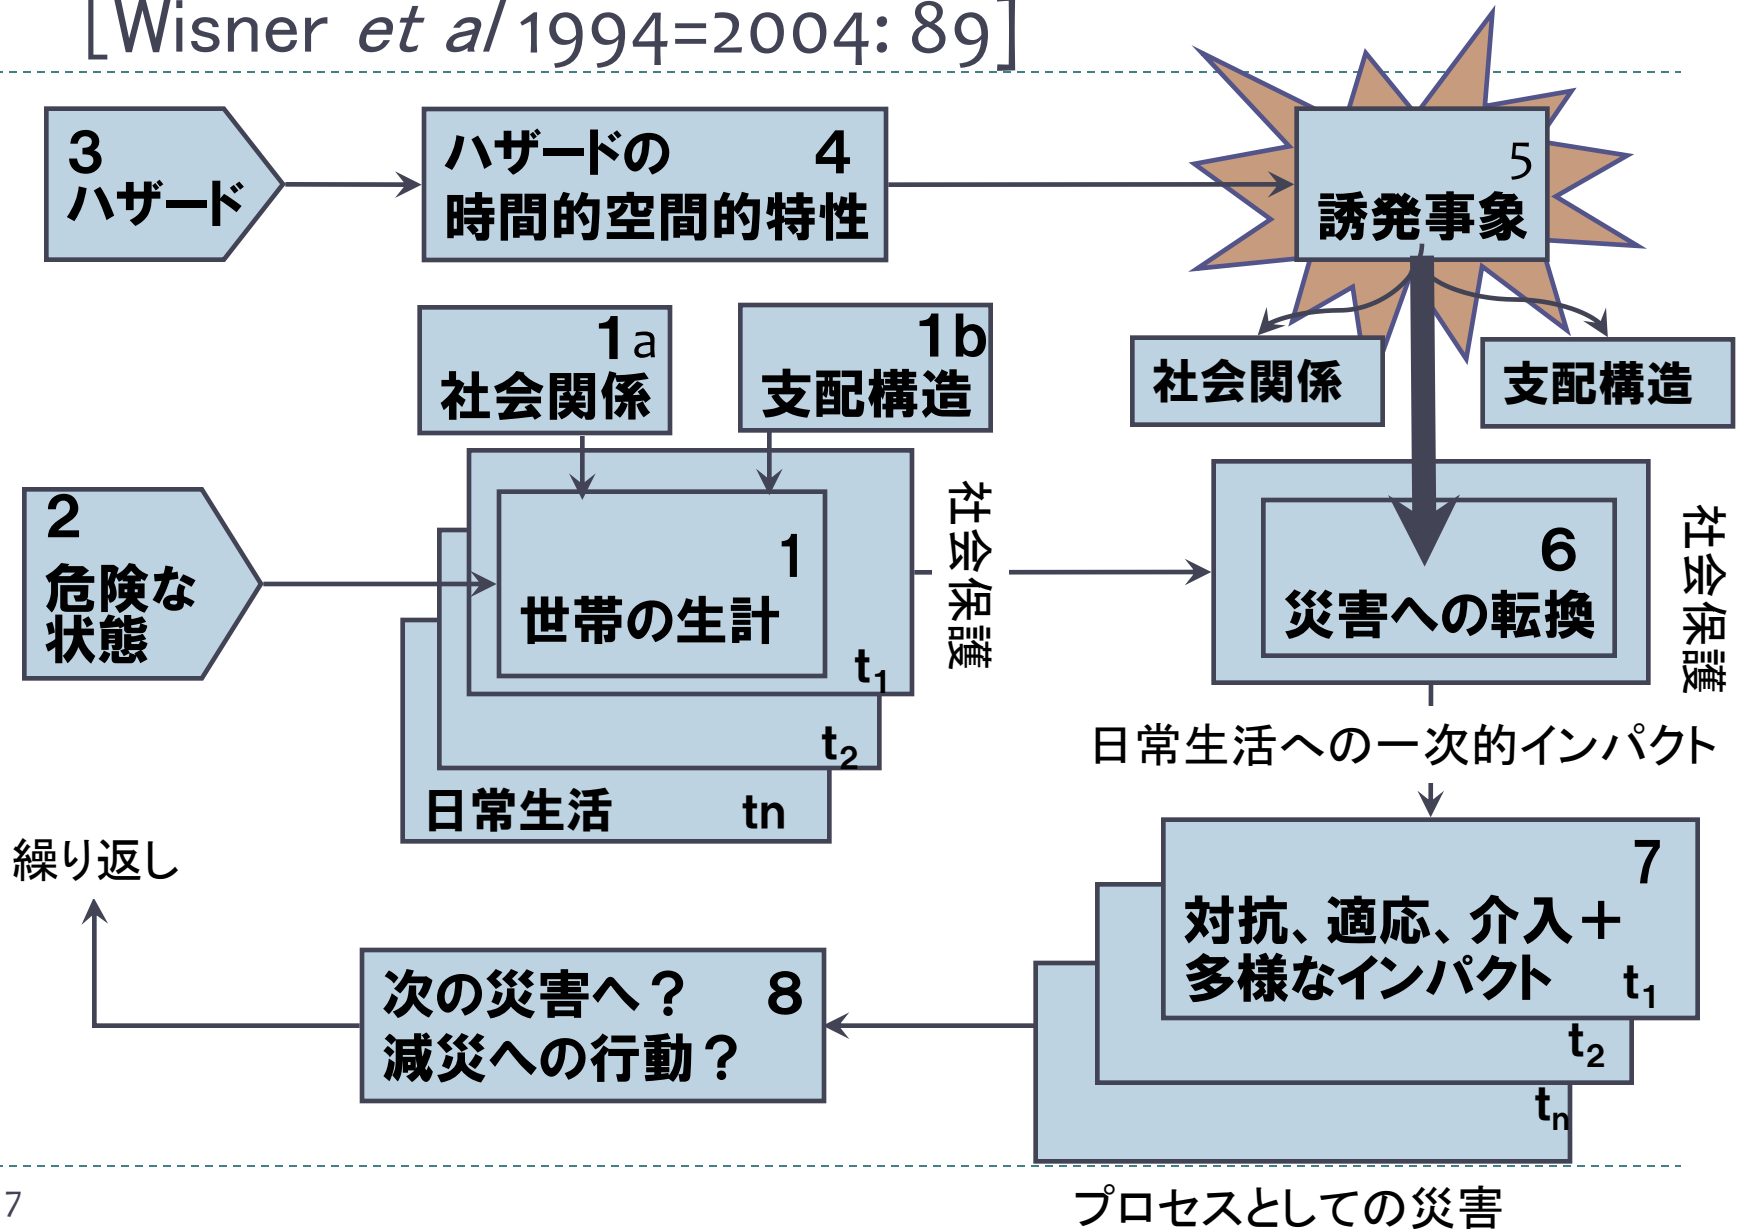 [Wisner et al 1994=2004: 89]
3
ハザード
ハザードの 4
時間的空間的特性
5
誘発事象
1a
社会関係
1b
支配構造
社会関係
支配構造
2
危険な
状態
1
世帯の生計
t1
t2
日常生活 tn
社会保護
6
災害への転換
社会保護
日常生活への一次的インパクト
7
対抗、適応、介入＋
多様なインパクト t1
t2
tn
繰り返し
次の災害へ？ 8
減災への行動？
プロセスとしての災害
7